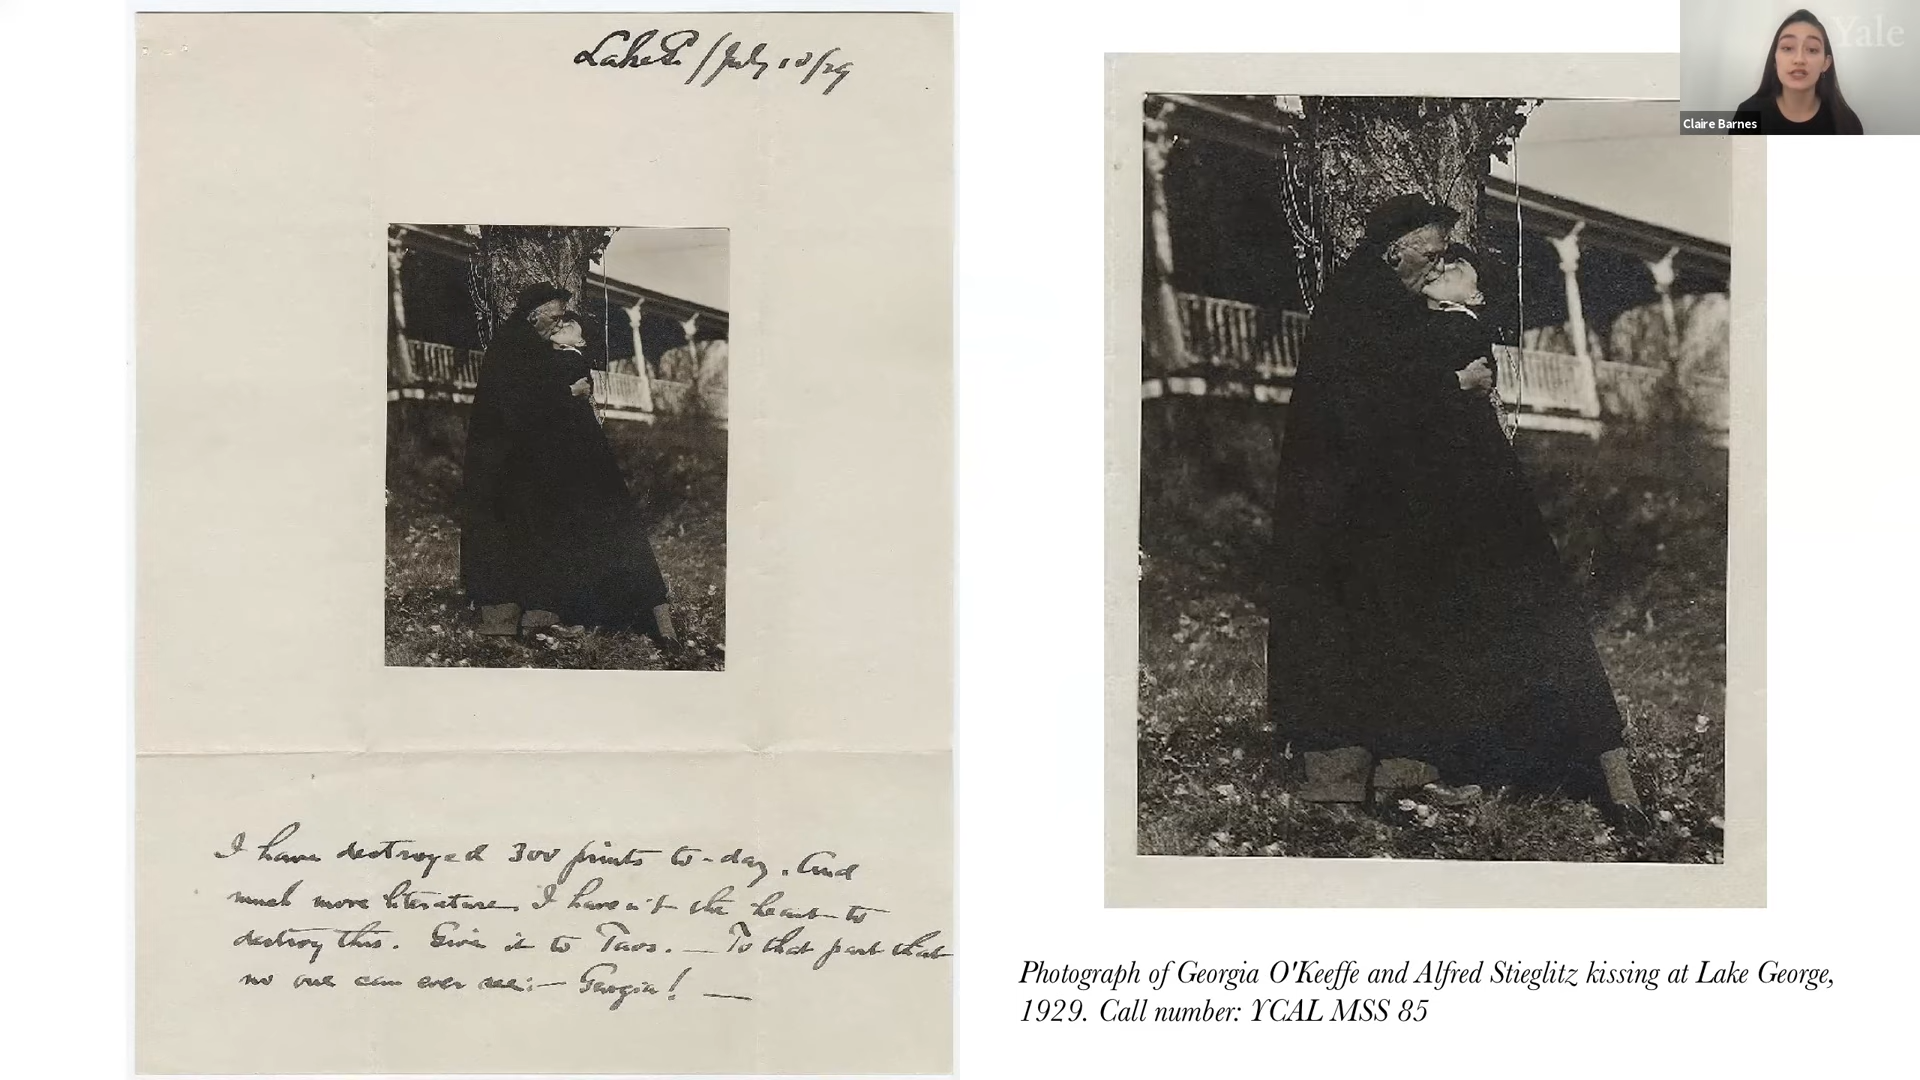 LakeG. / July 10/29
I have destroyed 300 prints to-day. And
much more literature. I haven't the heart to
destroy this. Give it to Taos. — To that part that
no one can ever see: — Georgia! —
Yale
Claire Barnes
Photograph of Georgia O'Keeffe and Alfred Stieglitz kissing at Lake George,
1929. Call number: YCAL MSS 85